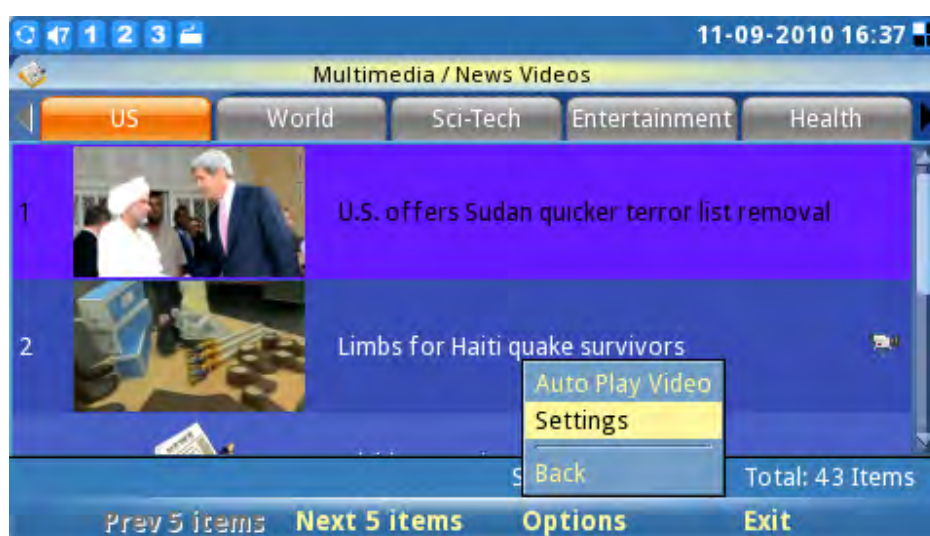 7 1 2 3 11-09-2010 16:37
Multimedia / News Videos
US World Sci-Tech Entertainment Health
1 U.S. offers Sudan quicker terror list removal
2 Limbs for Haiti quake survivors
Auto Play Video
Settings
Back
Total: 43 Items
Prev 5 items Next 5 items Options Exit